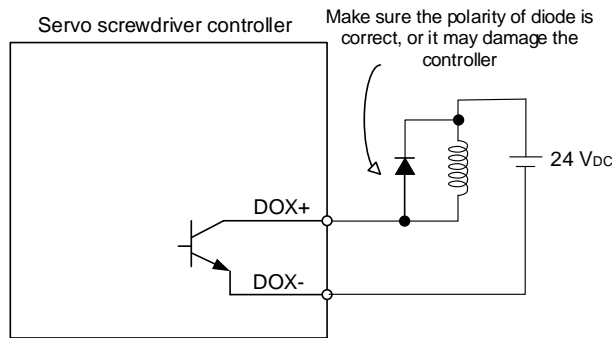 Servo screwdriver controller
Make sure the polarity of diode is
correct, or it may damage the
controller
24 VDC
DOX+
DOX-